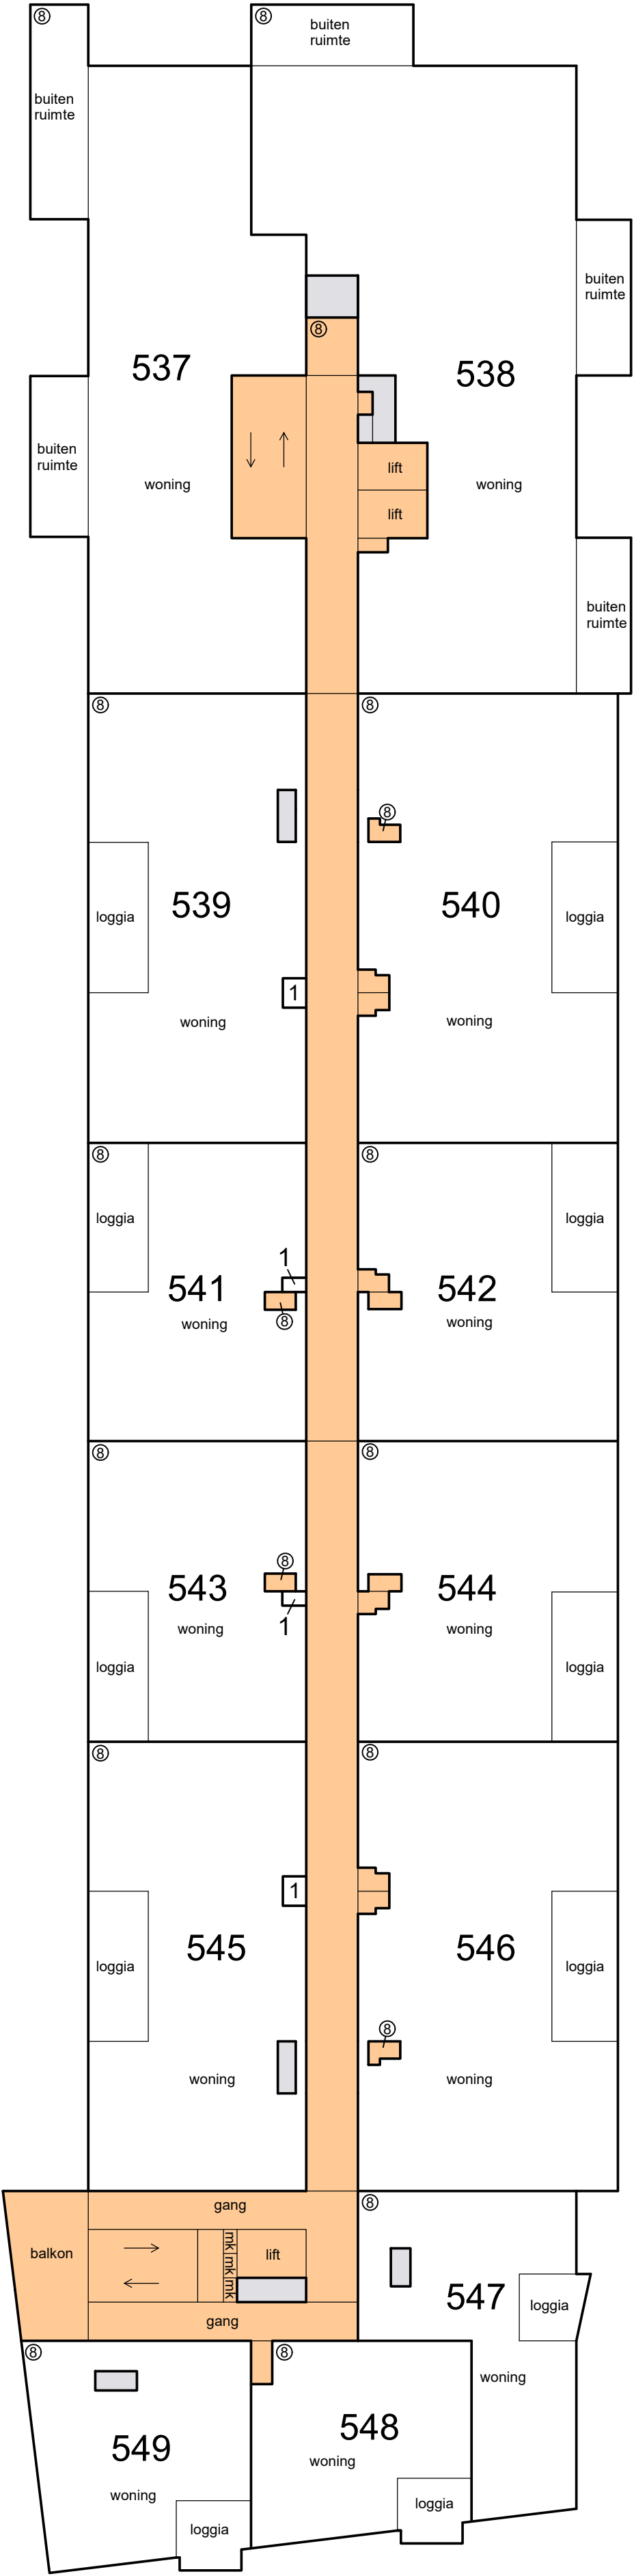 ⑧
⑧
buiten
ruimte
buiten
ruimte
buiten
ruimte
⑧
537
538
buiten
ruimte
lift
woning
woning
lift
buiten
ruimte
⑧
⑧
⑧
539
540
loggia
loggia
1
woning
woning
⑧
⑧
loggia
loggia
1
541
542
woning
⑧
woning
⑧
⑧
⑧
543
544
1
woning
woning
loggia
loggia
⑧
⑧
1
545
546
loggia
loggia
⑧
woning
woning
gang
⑧
balkon
mk
mk
mk
lift
547
loggia
gang
⑧
⑧
woning
548
549
woning
woning
loggia
loggia